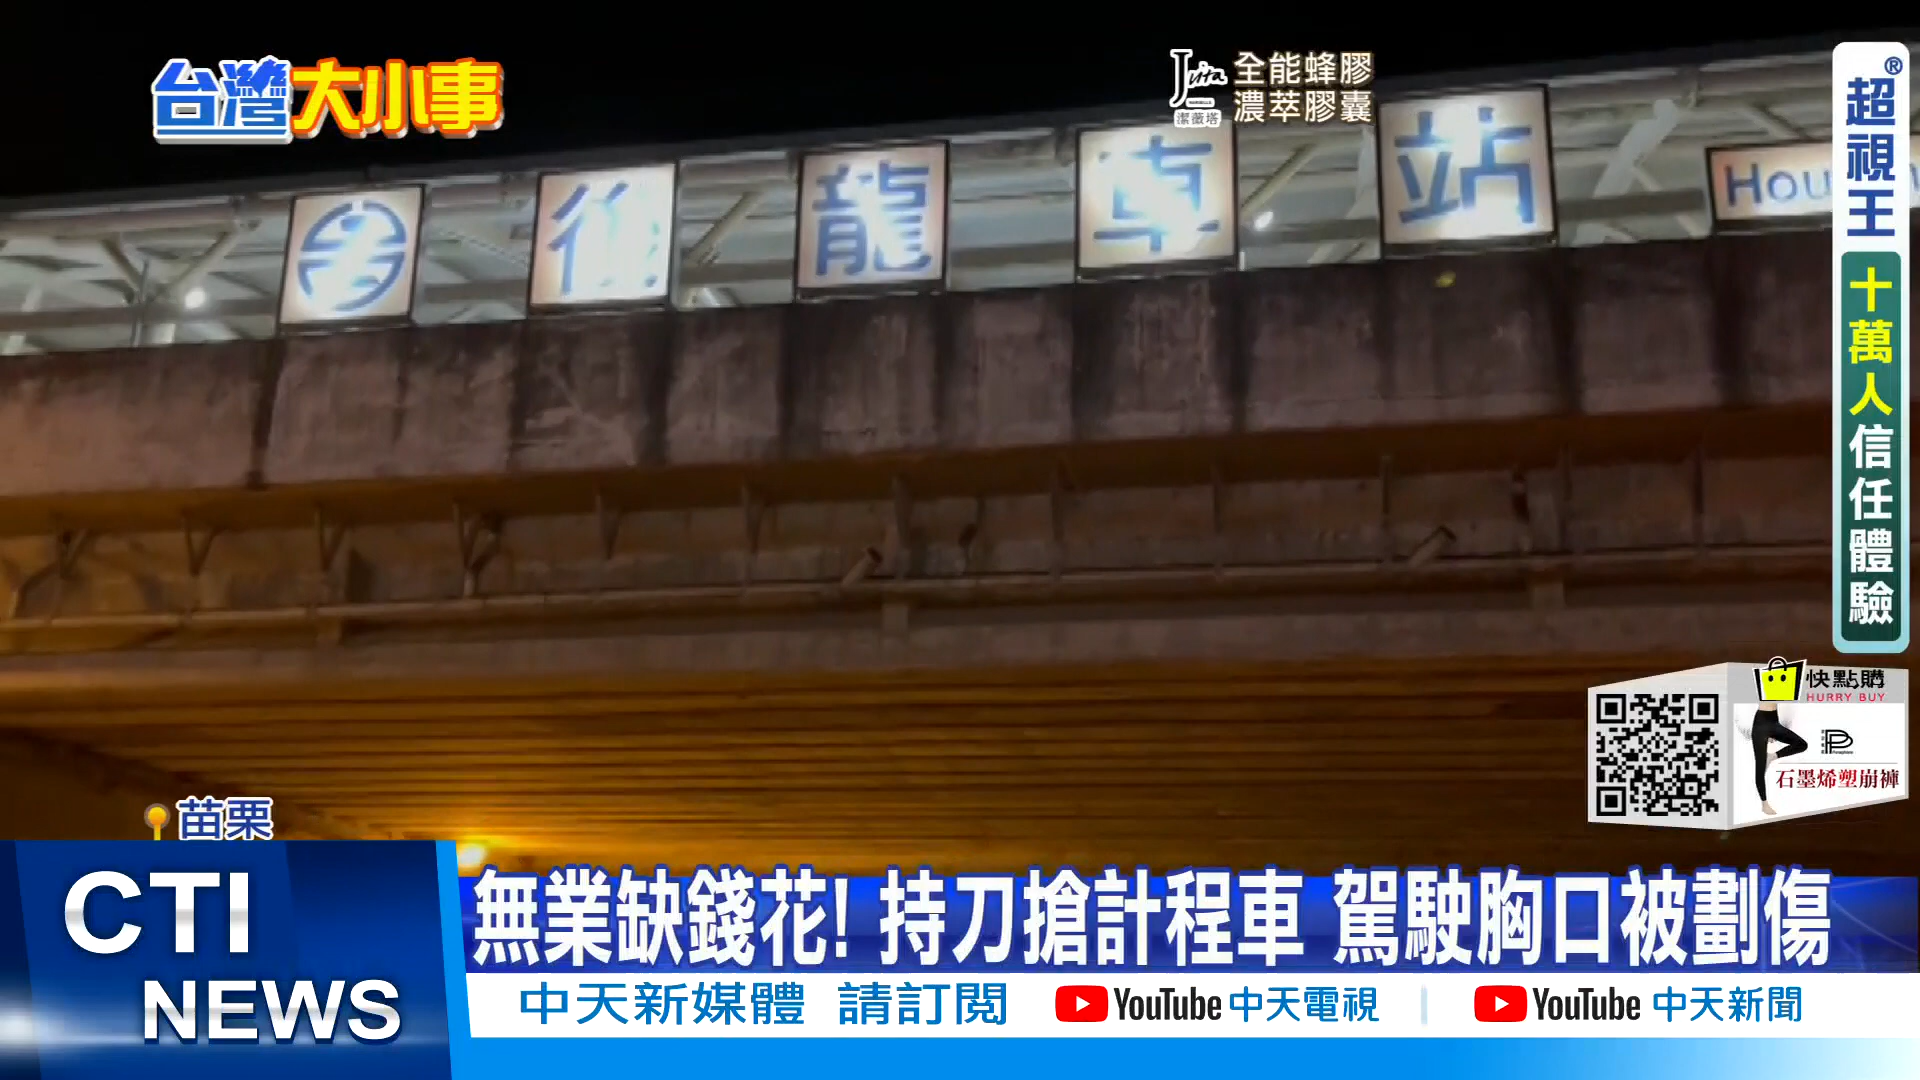 台灣大小事
Jvita
潔薇塔
全能蜂膠
濃萃膠囊
後龍車站
Hou
超視王®
十萬人信任體驗
快點購
HURRY BUY
石墨烯塑崩褲
苗栗
CTI
NEWS
無業缺錢花! 持刀搶計程車 駕駛胸口被劃傷
中天新媒體 請訂閱 YouTube 中天電視 | YouTube 中天新聞